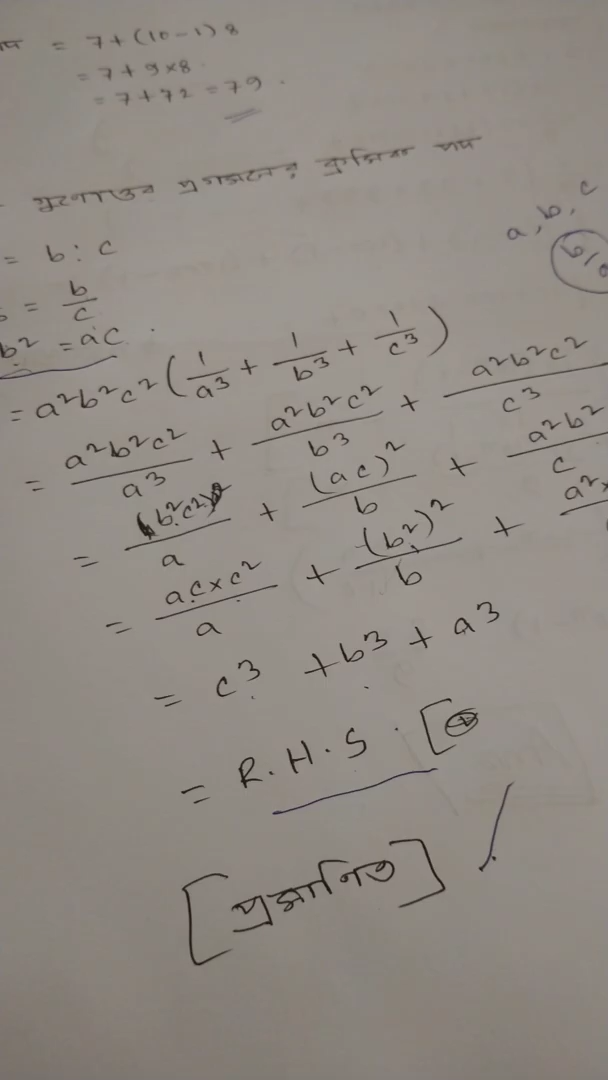 = 7+(10-1)8
= 7+9×8
= 7+72 = 79.
= b : c
a, b, c
= b/c
b² = ac.
= a²b²c² (1/a³ + 1/b³ + 1/c³)
= a²b²c²/a³ + a²b²c²/b³ + a²b²c²/c³
= b²c²/a + (ac)²/b + a²b²/c
= ac×c²/a + (b²)²/b + a²×
= c³ + b³ + a³
= R.H.S. [
[প্রমানিত]